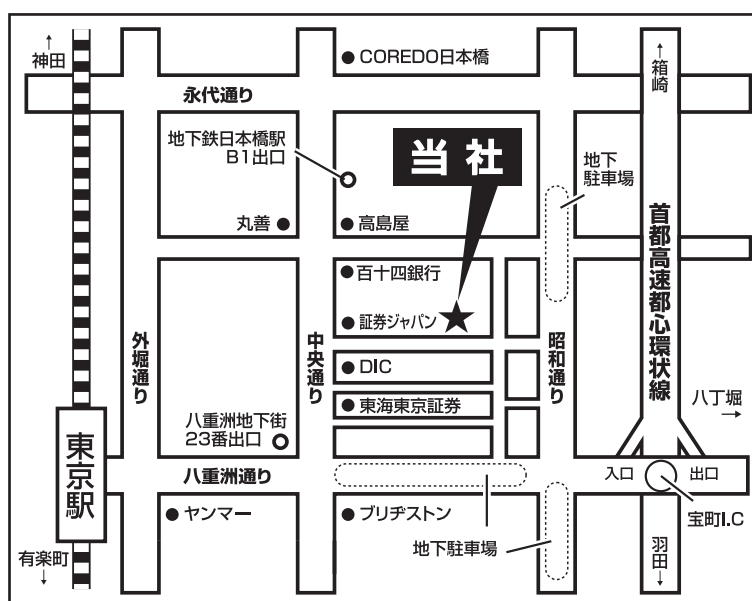 ↑
神田
● COREDO日本橋
↑
箱崎
永代通り
地下鉄日本橋駅
B1出口
当社
地下
駐車場
丸善 ●
● 高島屋
首都高速都心環状線
● 百十四銀行
● 証券ジャパン
★
外堀通り
中央通り
昭和通り
● DIC
● 東海東京証券
八丁堀
→
八重洲地下街
23番出口
東京駅
八重洲通り
入口
出口
● ヤンマー
● ブリヂストン
宝町I.C
地下駐車場
有楽町
↓
羽田
↓